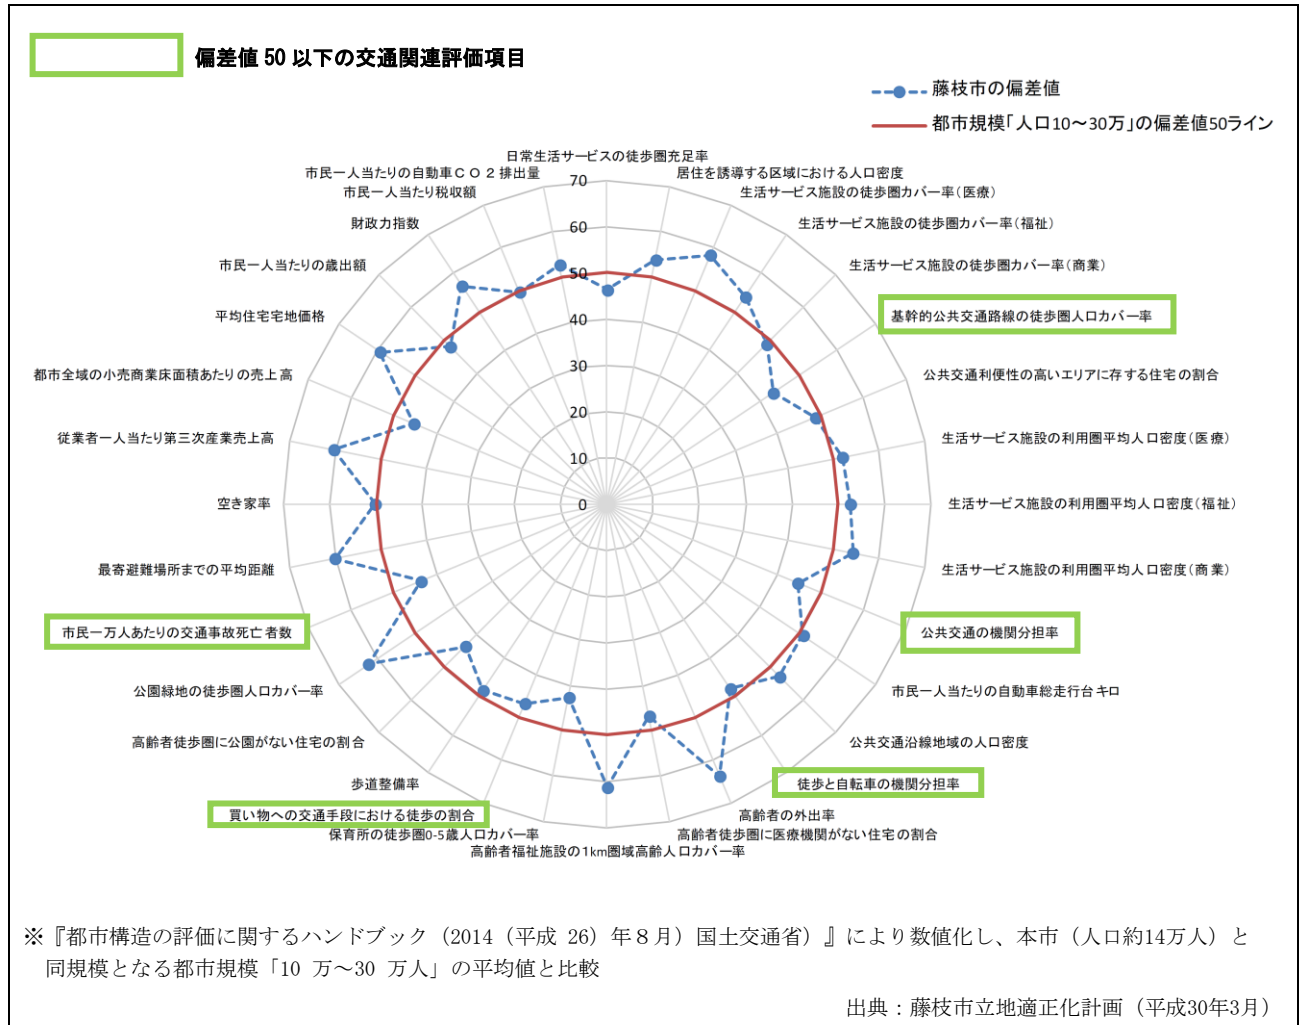 偏差値 50 以下の交通関連評価項目
藤枝市の偏差値
都市規模「人口10～30万」の偏差値50ライン
日常生活サービスの徒歩圏充足率
居住を誘導する区域における人口密度
生活サービス施設の徒歩圏カバー率(医療)
生活サービス施設の徒歩圏カバー率(福祉)
生活サービス施設の徒歩圏カバー率(商業)
基幹的公共交通路線の徒歩圏人口カバー率
公共交通利便性の高いエリアに存する住宅の割合
生活サービス施設の利用圏平均人口密度(医療)
生活サービス施設の利用圏平均人口密度(福祉)
生活サービス施設の利用圏平均人口密度(商業)
公共交通の機関分担率
市民一人当たりの自動車総走行台キロ
公共交通沿線地域の人口密度
徒歩と自転車の機関分担率
高齢者の外出率
高齢者徒歩圏に医療機関がない住宅の割合
高齢者福祉施設の1km圏域高齢人口カバー率
保育所の徒歩圏0-5歳人口カバー率
買い物への交通手段における徒歩の割合
歩道整備率
高齢者徒歩圏に公園がない住宅の割合
公園緑地の徒歩圏人口カバー率
市民一万人あたりの交通事故死亡者数
最寄避難場所までの平均距離
空き家率
従業者一人当たり第三次産業売上高
都市全域の小売商業床面積あたりの売上高
平均住宅宅地価格
市民一人当たりの歳出額
財政力指数
市民一人当たり税収額
市民一人当たりの自動車ＣＯ２排出量
70
60
50
40
30
20
10
0
※『都市構造の評価に関するハンドブック（2014（平成 26）年８月）国土交通省）』により数値化し、本市（人口約14万人）と
同規模となる都市規模「10 万～30 万人」の平均値と比較
出典：藤枝市立地適正化計画（平成30年3月）